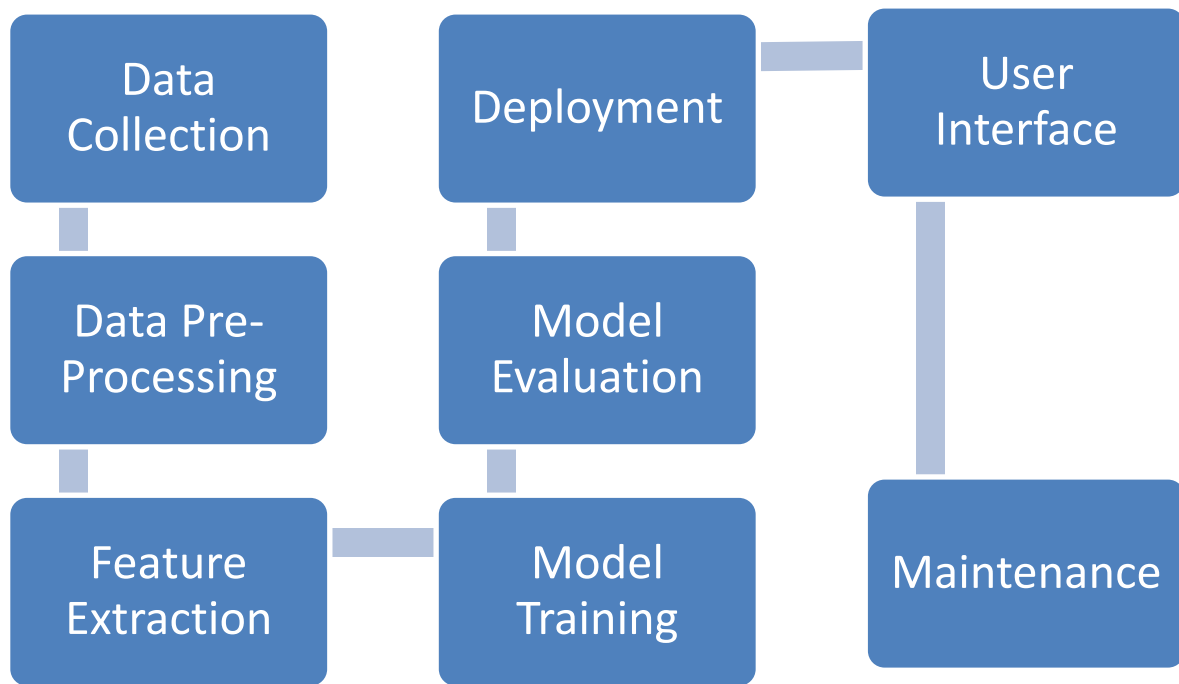 Data
Collection
Data Pre-
Processing
Feature
Extraction
Model
Training
Model
Evaluation
Deployment
User
Interface
Maintenance